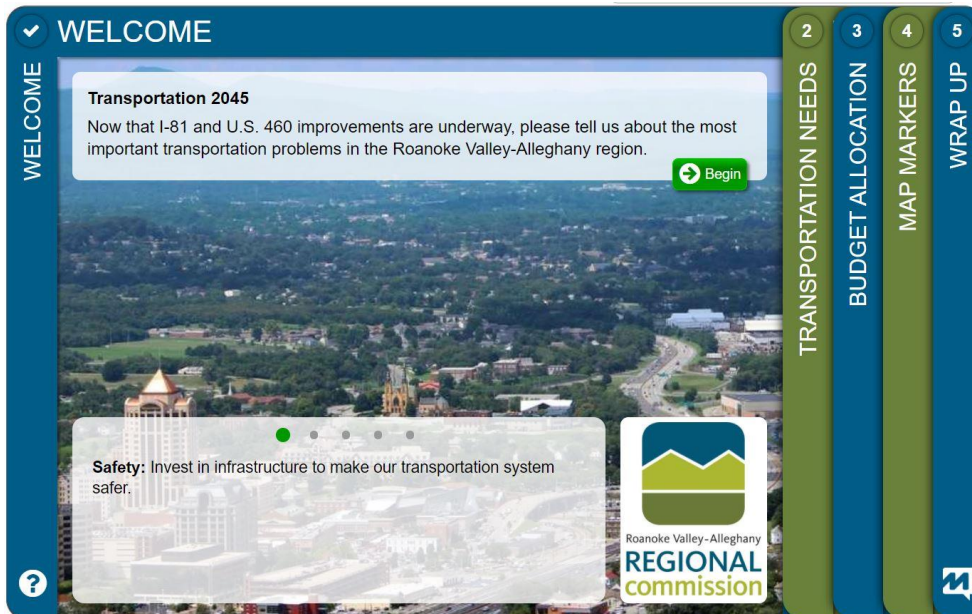 WELCOME
WELCOME
Transportation 2045
Now that I-81 and U.S. 460 improvements are underway, please tell us about the most
important transportation problems in the Roanoke Valley-Alleghany region.
Begin
Safety: Invest in infrastructure to make our transportation system
safer.
Roanoke Valley-Alleghany
REGIONAL
commission
?
2
TRANSPORTATION NEEDS
3
BUDGET ALLOCATION
4
MAP MARKERS
5
WRAP UP